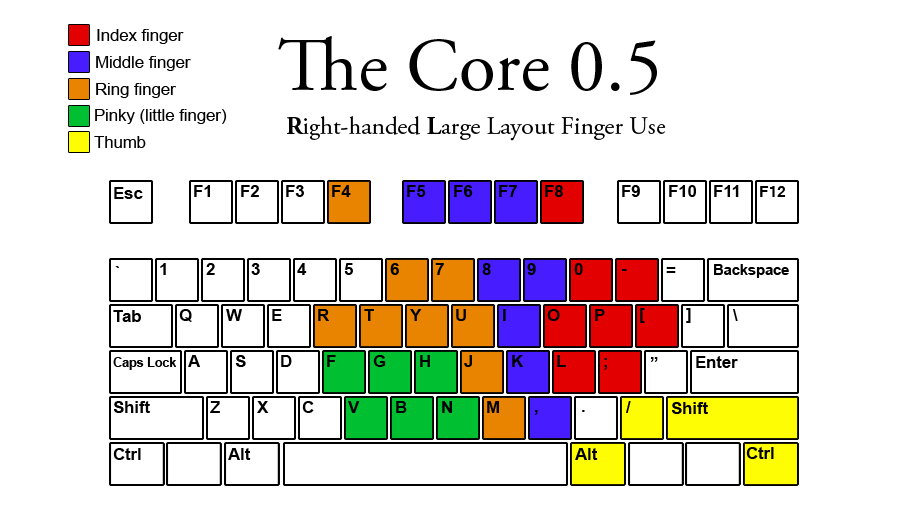 Index finger
Middle finger
Ring finger
Pinky (little finger)
Thumb
The Core 0.5
Right-handed Large Layout Finger Use
Esc F1 F2 F3 F4 F5 F6 F7 F8 F9 F10 F11 F12
` 1 2 3 4 5 6 7 8 9 0 - = Backspace
Tab Q W E R T Y U I O P [ ] \
Caps Lock A S D F G H J K L ; ” Enter
Shift Z X C V B N M , . / Shift
Ctrl Alt Alt Ctrl